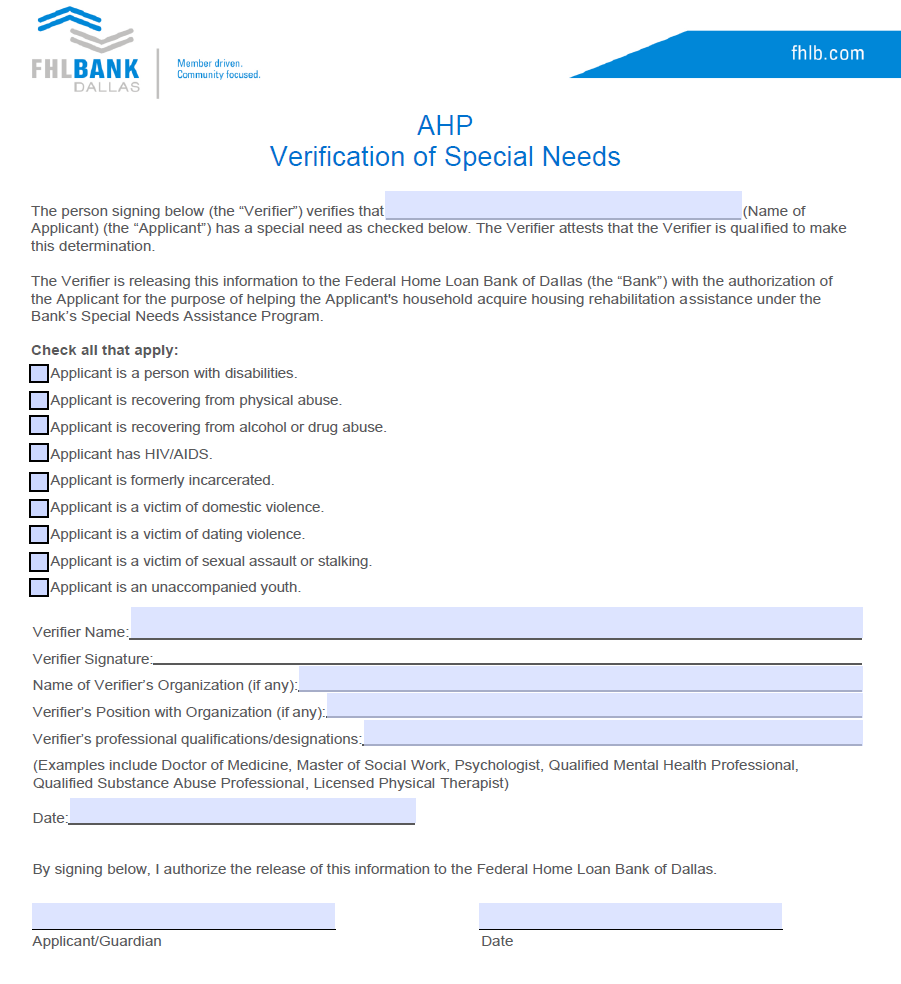 FHLBANK
DALLAS
Member driven.
Community focused.
fhlb.com
AHP
Verification of Special Needs
The person signing below (the “Verifier”) verifies that (Name of
Applicant) (the “Applicant”) has a special need as checked below. The Verifier attests that the Verifier is qualified to make
this determination.
The Verifier is releasing this information to the Federal Home Loan Bank of Dallas (the “Bank”) with the authorization of
the Applicant for the purpose of helping the Applicant's household acquire housing rehabilitation assistance under the
Bank’s Special Needs Assistance Program.
Check all that apply:
Applicant is a person with disabilities.
Applicant is recovering from physical abuse.
Applicant is recovering from alcohol or drug abuse.
Applicant has HIV/AIDS.
Applicant is formerly incarcerated.
Applicant is a victim of domestic violence.
Applicant is a victim of dating violence.
Applicant is a victim of sexual assault or stalking.
Applicant is an unaccompanied youth.
Verifier Name:
Verifier Signature:
Name of Verifier’s Organization (if any):
Verifier's Position with Organization (if any):
Verifier’s professional qualifications/designations:
(Examples include Doctor of Medicine, Master of Social Work, Psychologist, Qualified Mental Health Professional,
Qualified Substance Abuse Professional, Licensed Physical Therapist)
Date:
By signing below, I authorize the release of this information to the Federal Home Loan Bank of Dallas.
Applicant/Guardian Date